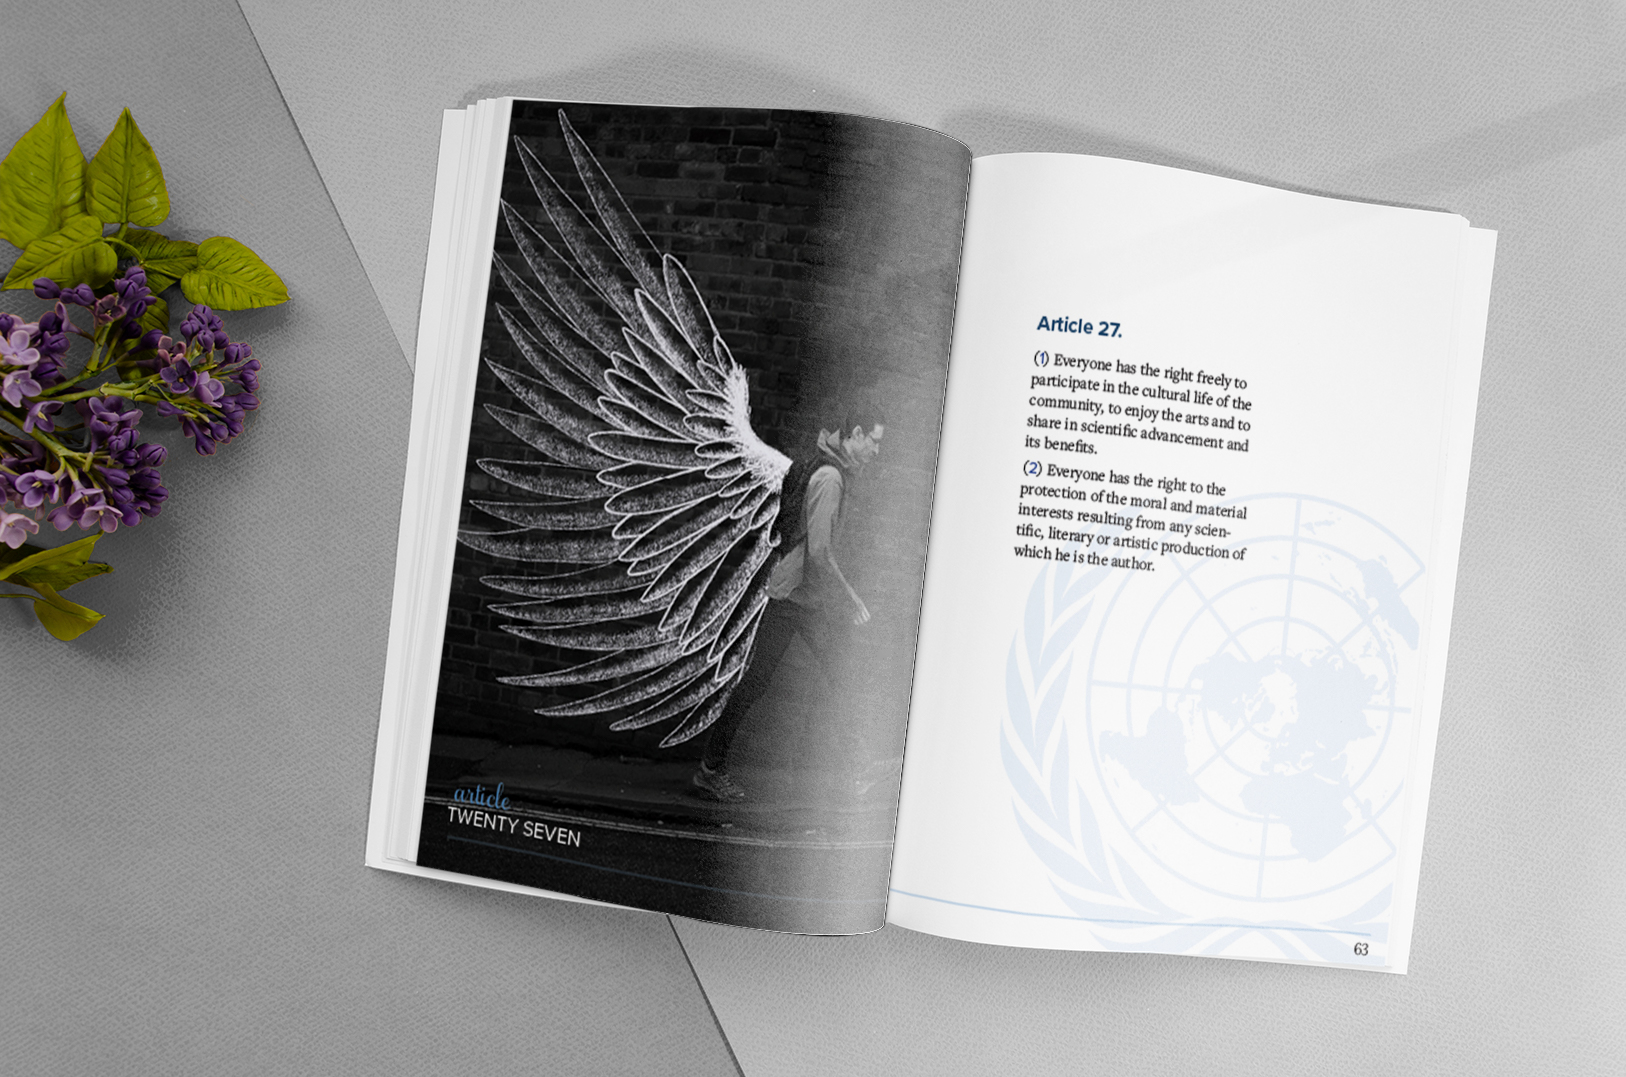 article
TWENTY SEVEN
Article 27.
(1) Everyone has the right freely to
participate in the cultural life of the
community, to enjoy the arts and to
share in scientific advancement and
its benefits.
(2) Everyone has the right to the
protection of the moral and material
interests resulting from any scien-
tific, literary or artistic production of
which he is the author.
63